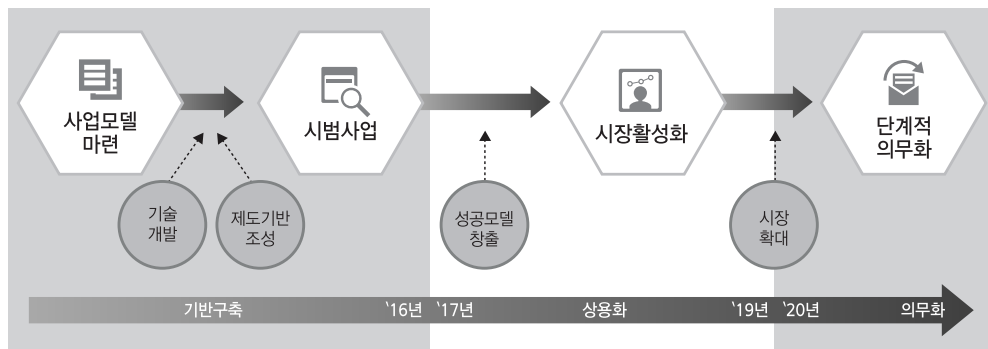 사업모델
마련
시범사업
시장활성화
단계적
의무화
기술
개발
제도기반
조성
성공모델
창출
시장
확대
기반구축 `16년 `17년 상용화 `19년 `20년 의무화